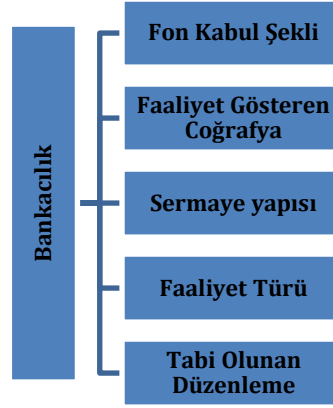 Bankacılık
Fon Kabul Şekli
Faaliyet Gösteren
Coğrafya
Sermaye yapısı
Faaliyet Türü
Tabi Olunan
Düzenleme